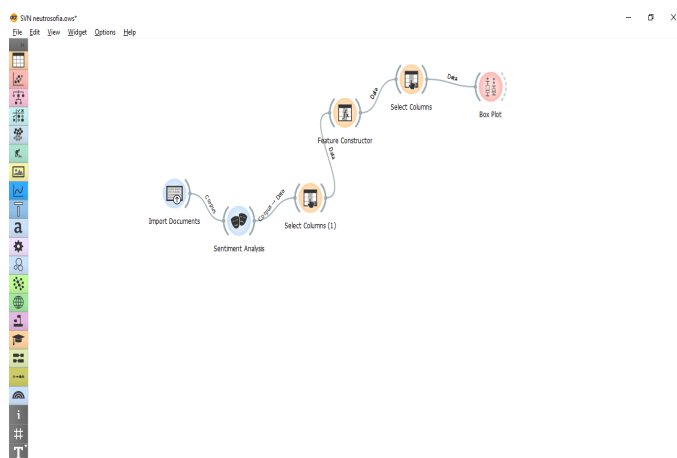 SVN neutrosofia.ows*
File Edit View Widget Options Help
Data
Select Columns
Box Plot
Data
Feature Constructor
Data
Import Documents
Corpus
Corpus → Data
Select Columns (1)
Sentiment Analysis